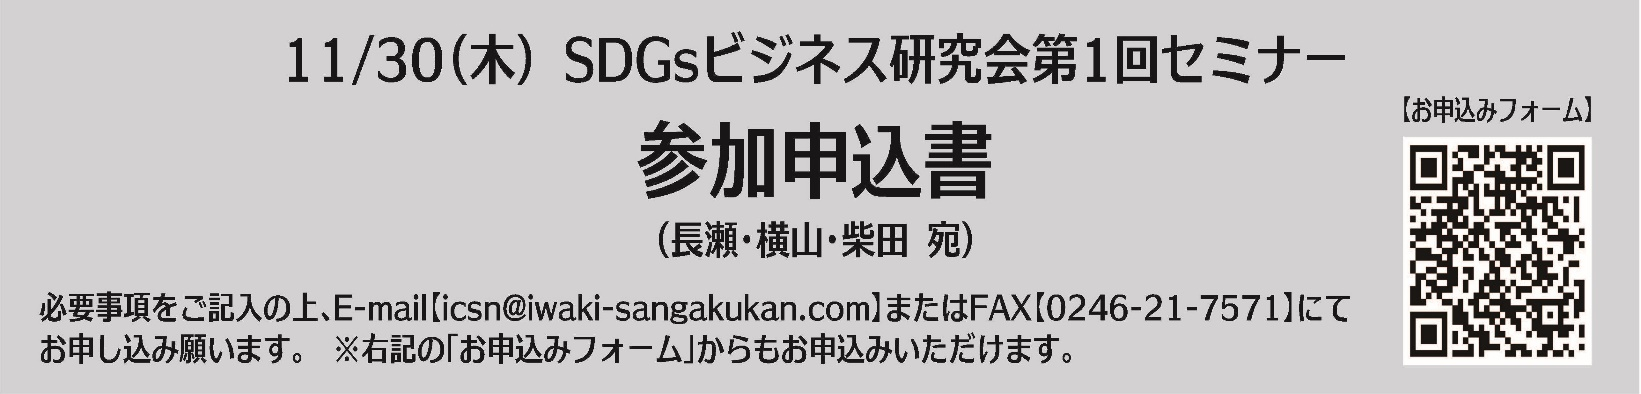 11/30(木) SDGsビジネス研究会第1回セミナー
【お申込みフォーム】
参加申込書
(長瀬・横山・柴田 宛)
必要事項をご記入の上、E-mail【icsn@iwaki-sangakukan.com】またはFAX【0246-21-7571】にて
お申し込み願います。 ※右記の「お申込みフォーム」からもお申込みいただけます。